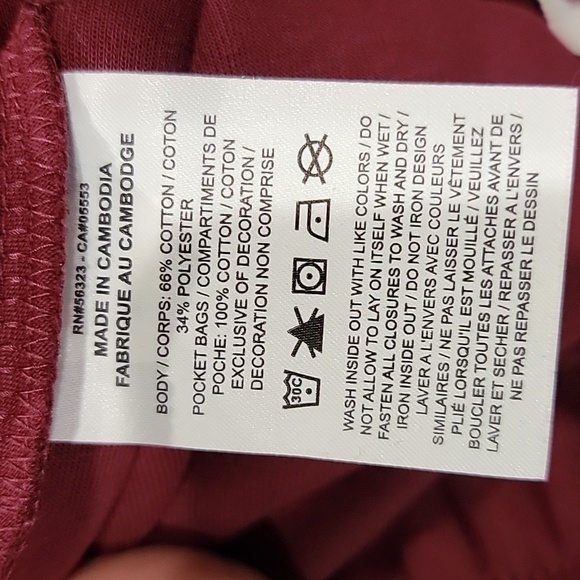 RN#56323 - CA#05553
MADE IN CAMBODIA
FABRIQUE AU CAMBODGE
BODY / CORPS: 66% COTTON / COTON
34% POLYESTER
POCKET BAGS / COMPARTIMENTS DE
POCHE: 100% COTTON / COTON
EXCLUSIVE OF DECORATION /
DECORATION NON COMPRISE
30C
WASH INSIDE OUT WITH LIKE COLORS / DO
NOT ALLOW TO LAY ON ITSELF WHEN WET /
FASTEN ALL CLOSURES TO WASH AND DRY /
IRON INSIDE OUT / DO NOT IRON DESIGN
LAVER A L'ENVERS AVEC COULEURS
SIMILAIRES / NE PAS LAISSER LE VÊTEMENT
PLIÉ LORSQU'IL EST MOUILLÉ / VEUILLEZ
BOUCLER TOUTES LES ATTACHES AVANT DE
LAVER ET SECHER / REPASSER A L'ENVERS /
NE PAS REPASSER LE DESSIN